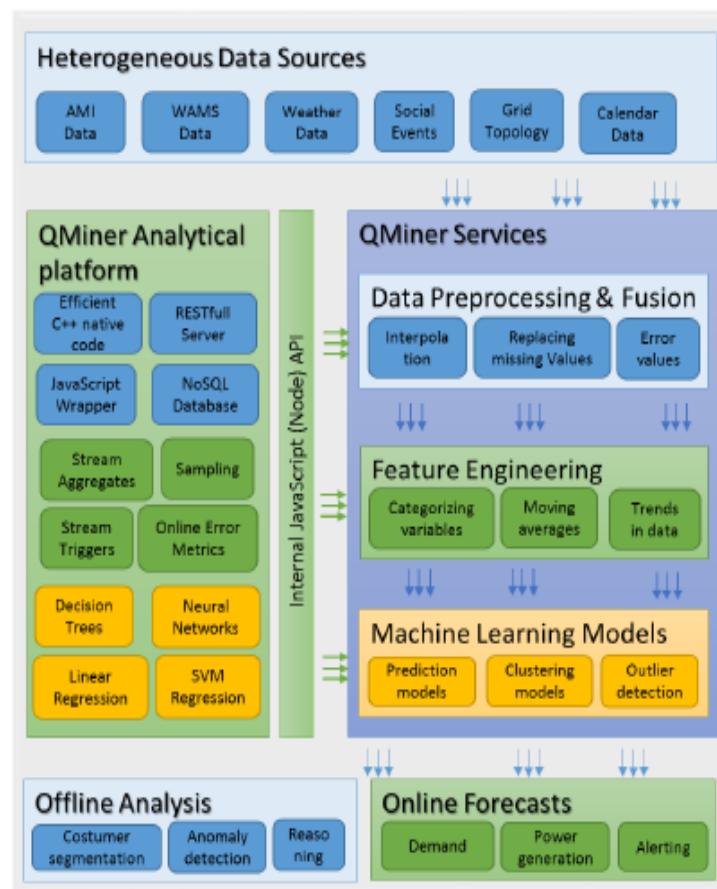 Heterogeneous Data Sources
AMI
Data
WAMS
Data
Weather
Data
Social
Events
Grid
Topology
Calendar
Data
QMiner Analytical
platform
Efficient
C++ native
code
RESTfull
Server
JavaScript
Wrapper
NoSQL
Database
Stream
Aggregates
Sampling
Stream
Triggers
Online Error
Metrics
Decision
Trees
Neural
Networks
Linear
Regression
SVM
Regression
Internal JavaScript (Node) API
QMiner Services
Data Preprocessing & Fusion
Interpola
tion
Replacing
missing Values
Error
values
Feature Engineering
Categorizing
variables
Moving
averages
Trends
in data
Machine Learning Models
Prediction
models
Clustering
models
Outlier
detection
Offline Analysis
Costumer
segmentation
Anomaly
detection
Reaso
ning
Online Forecasts
Demand
Power
generation
Alerting